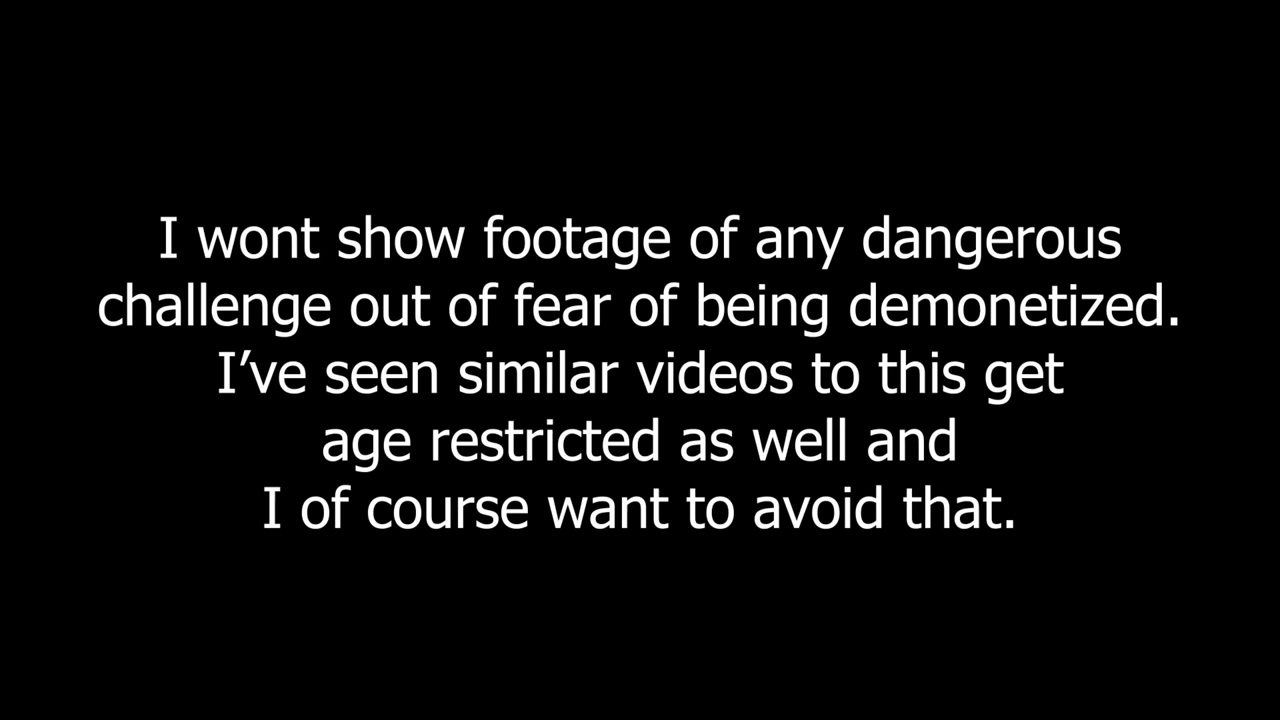 I wont show footage of any dangerous
challenge out of fear of being demonetized.
I’ve seen similar videos to this get
age restricted as well and
I of course want to avoid that.